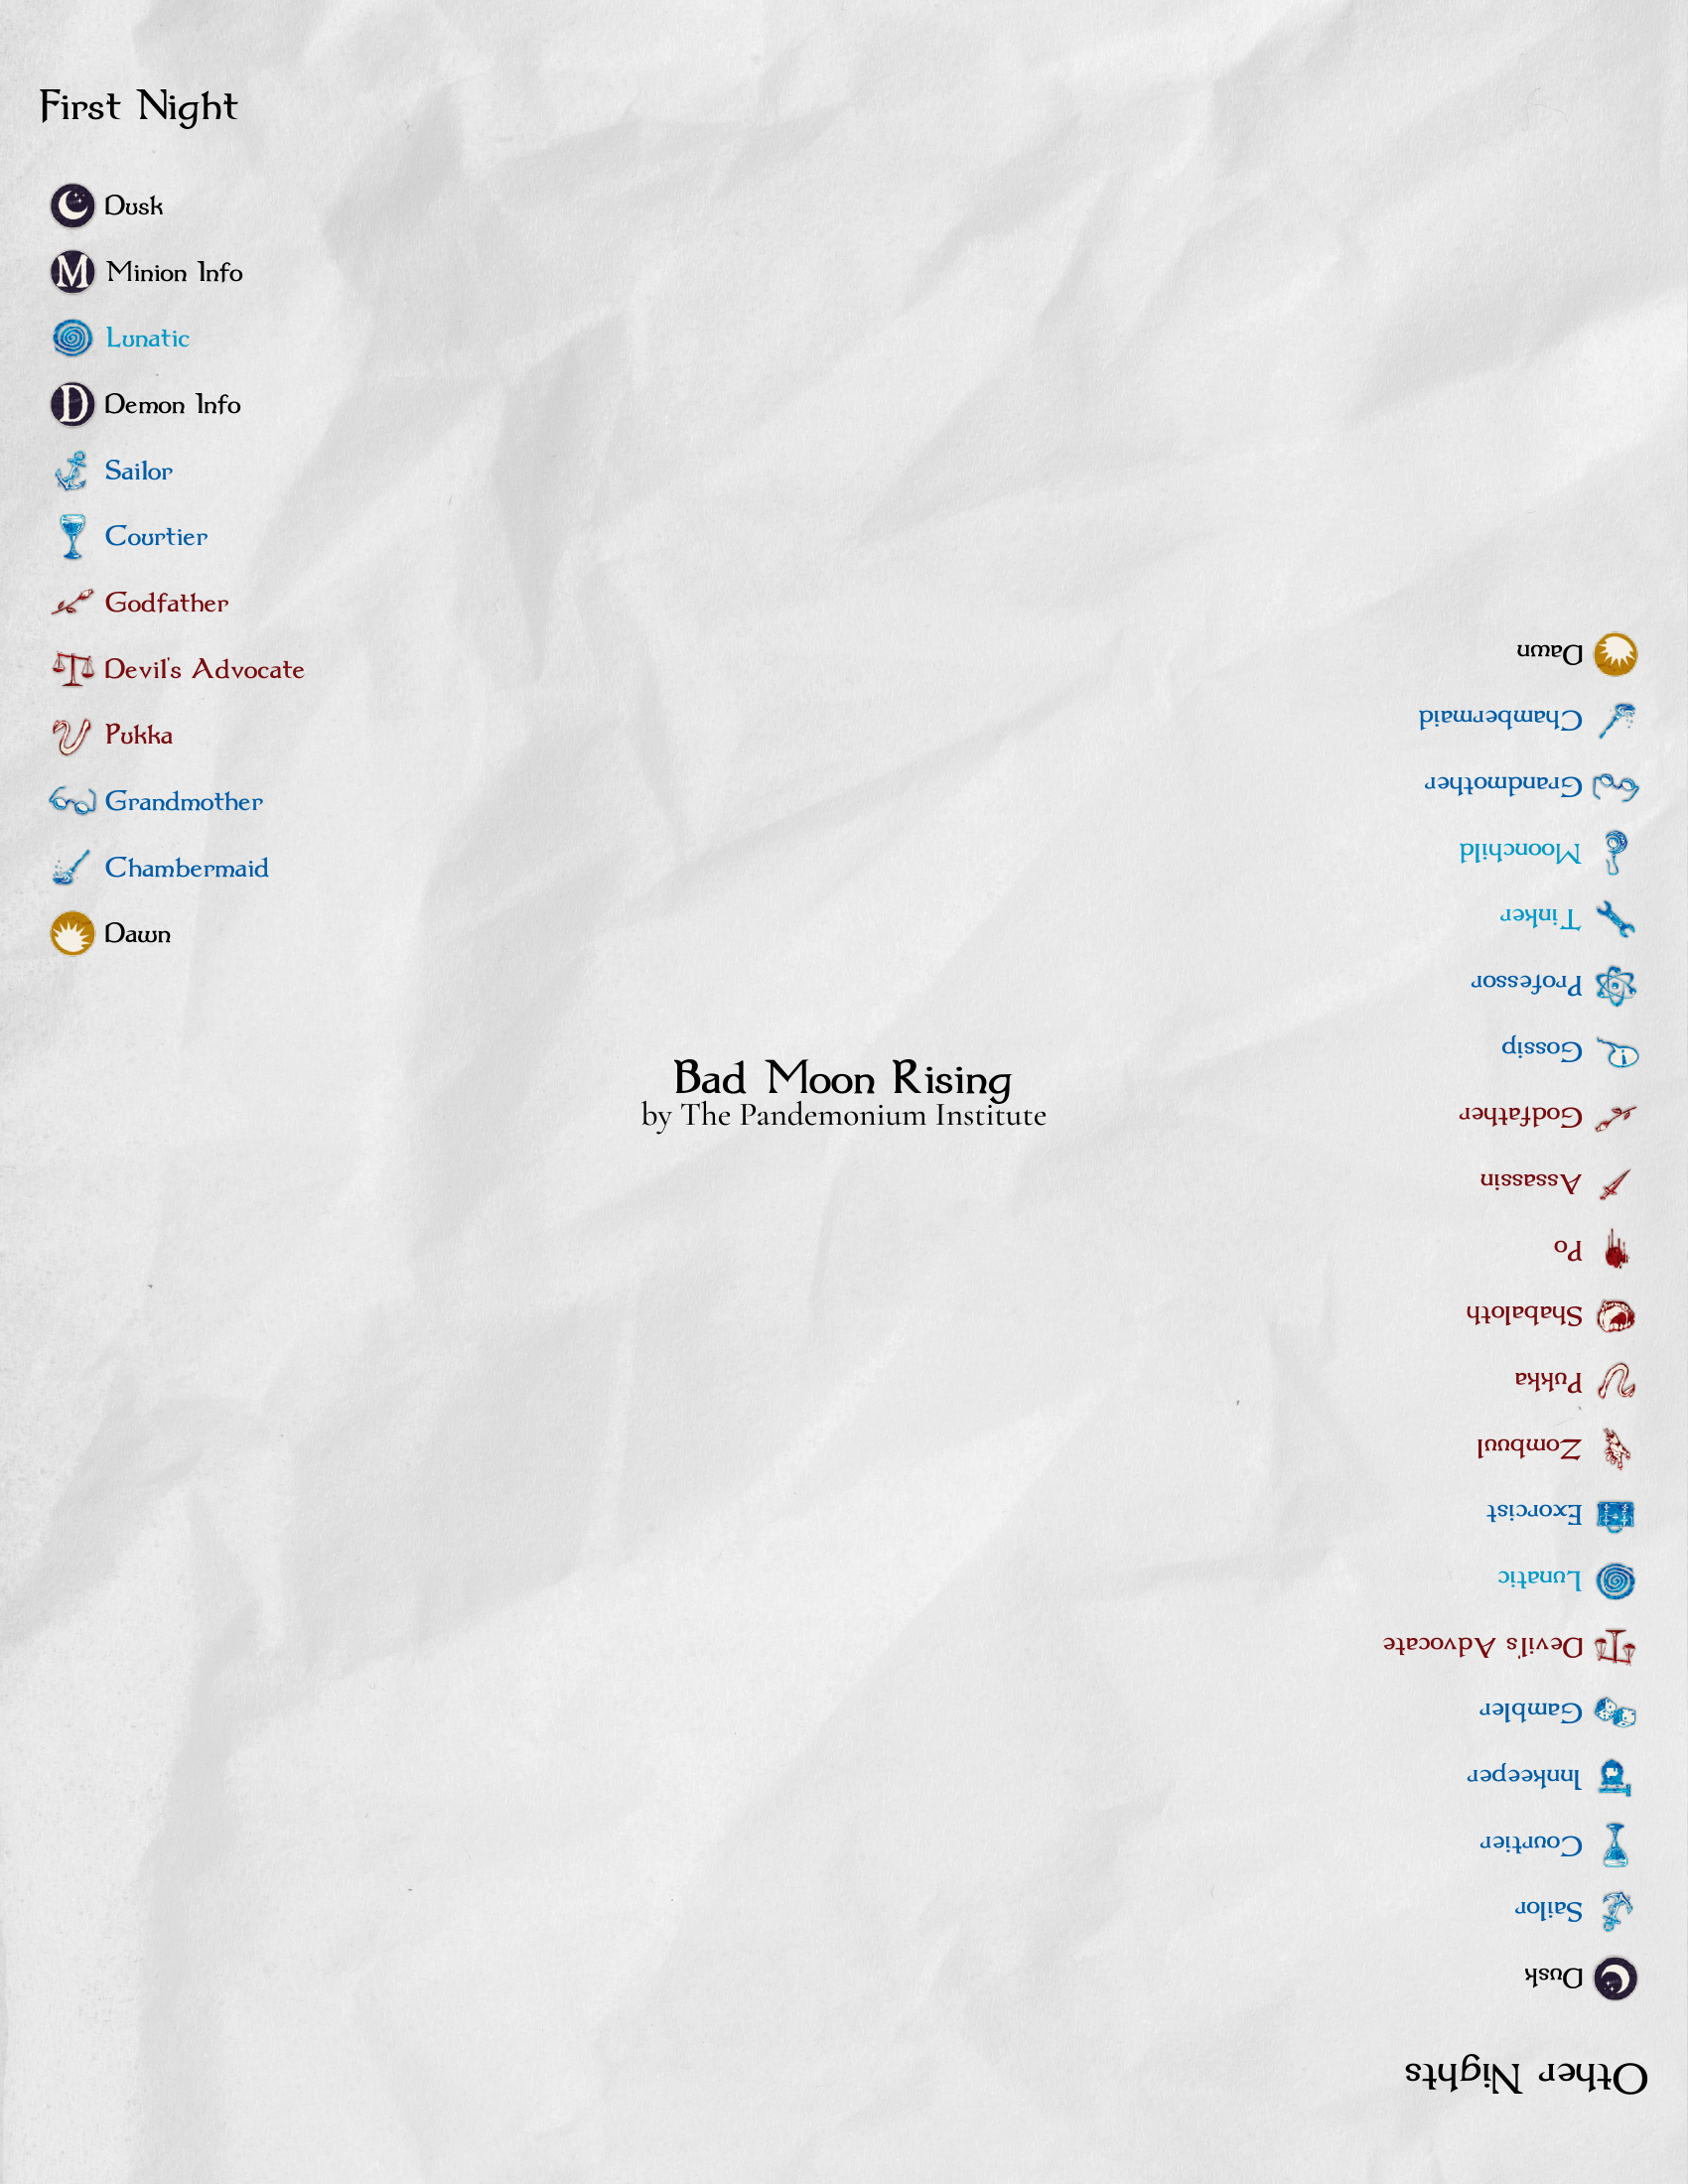 First Night
Dusk
M Minion Info
Lunatic
D Demon Info
Sailor
Courtier
Godfather
Devil's Advocate
Pukka
Grandmother
Chambermaid
Dawn
Bad Moon Rising
by The Pandemonium Institute
Other Nights
Dusk
Sailor
Courtier
Innkeeper
Gambler
Devil's Advocate
Lunatic
Exorcist
Zombuul
Pukka
Shabaloth
Po
Assassin
Godfather
Gossip
Professor
Tinker
Moonchild
Grandmother
Chambermaid
Dawn